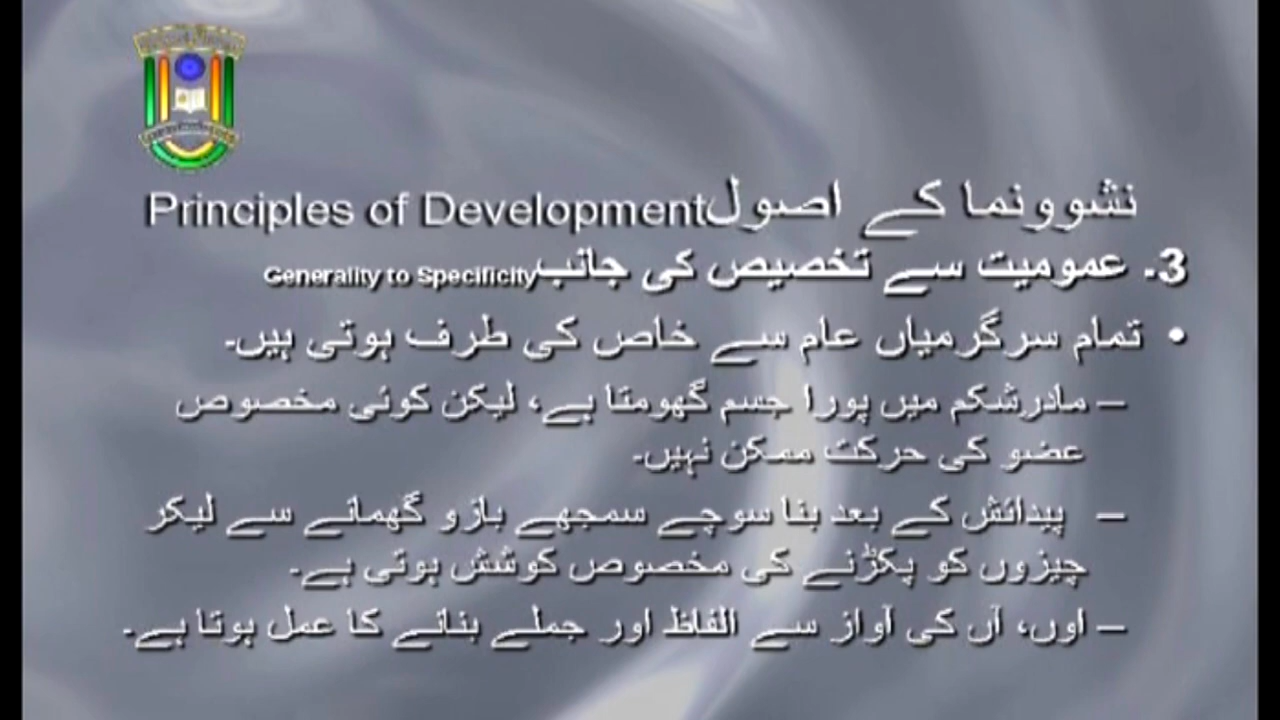 نشوونما کے اصول Principles of Development
3. عمومیت سے تخصیص کی جانب Generality to Specificity
• تمام سرگرمیاں عام سے خاص کی طرف ہوتی ہیں۔
– مادرشکم میں پورا جسم گھومتا ہے، لیکن کوئی مخصوص
عضو کی حرکت ممکن نہیں۔
– پیدائش کے بعد بنا سوچے سمجھے بازو گھمانے سے لیکر
چیزوں کو پکڑنے کی مخصوص کوشش ہوتی ہے۔
– اوں، آں کی آواز سے الفاظ اور جملے بنانے کا عمل ہوتا ہے۔